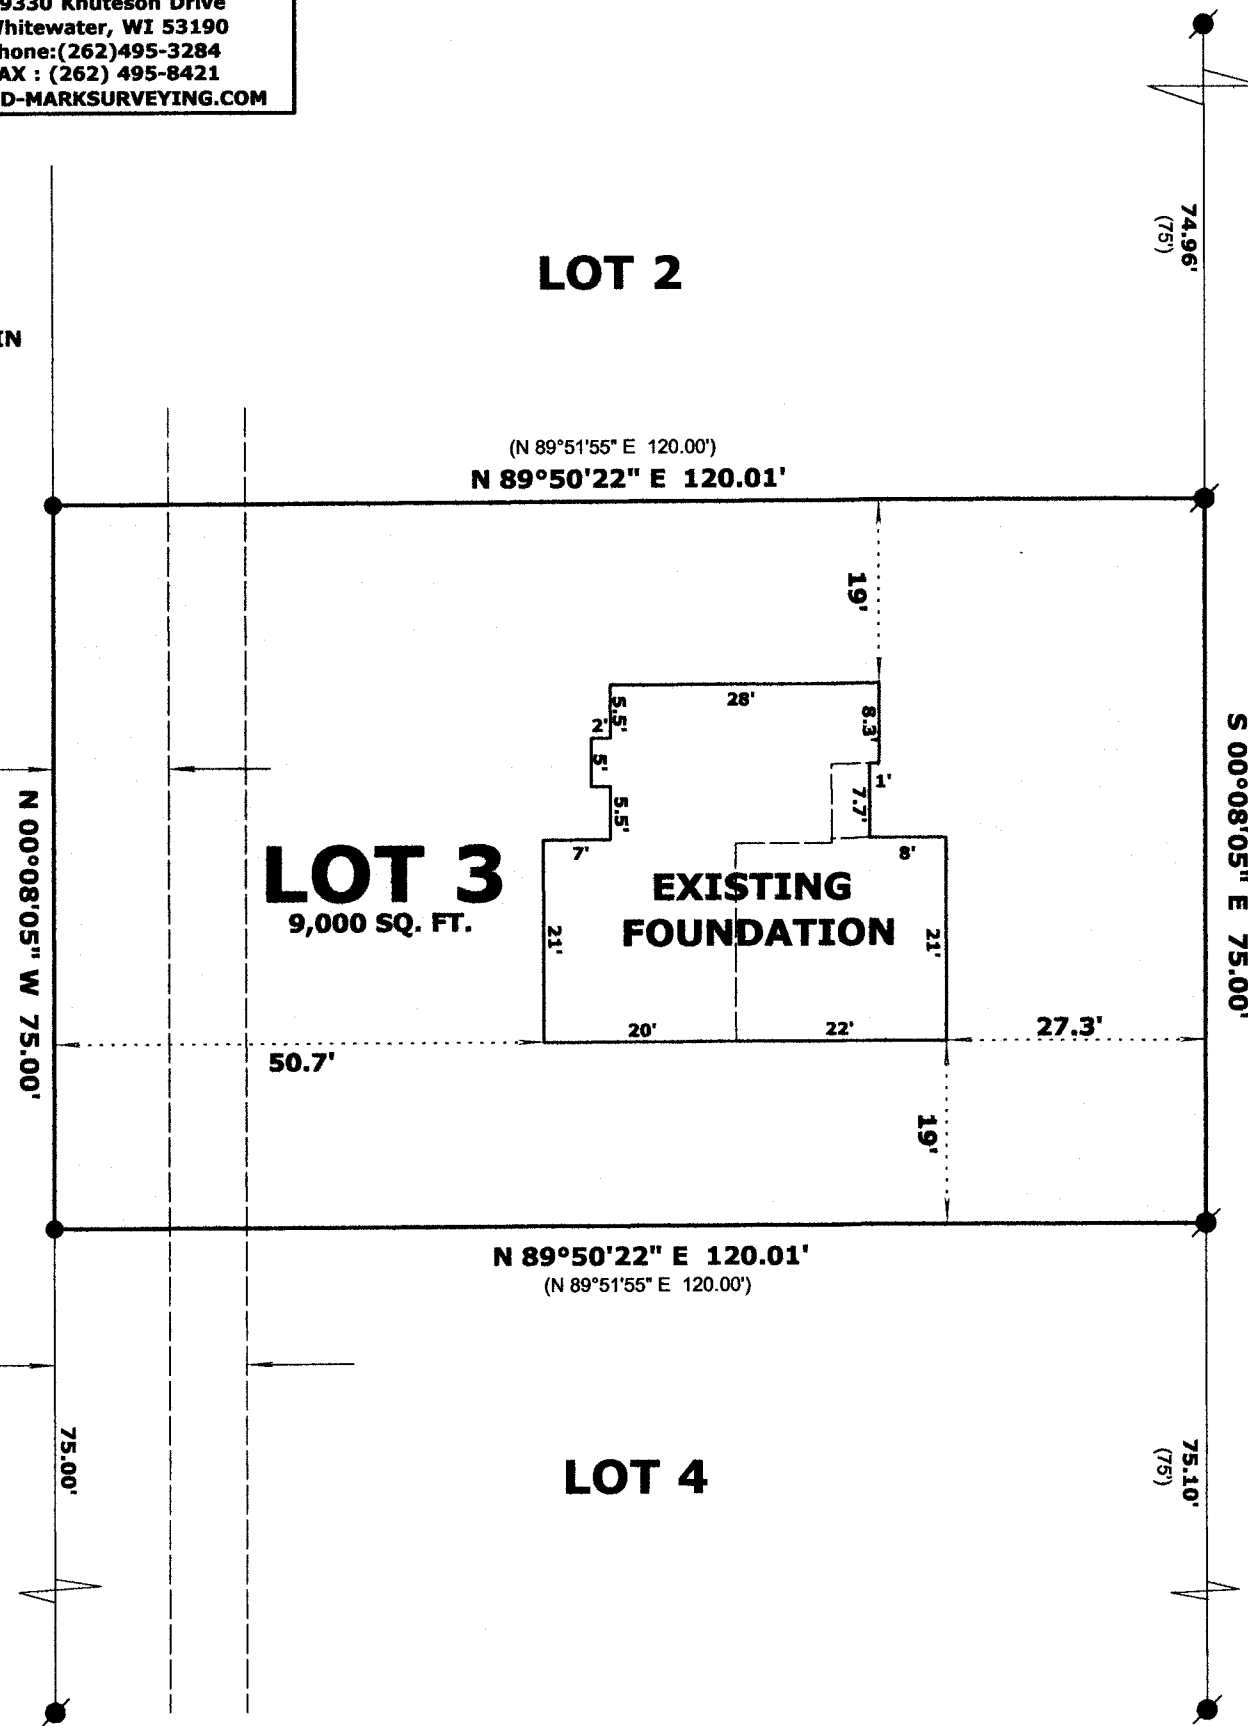 9330 Knuteson Drive
Whitewater, WI 53190
hone:(262)495-3284
AX : (262) 495-8421
D-MARKSURVEYING.COM
74.96'
(75')
LOT 2
IN
(N 89°51'55" E 120.00')
N 89°50'22" E 120.01'
19'
28'
5.5'
8.3'
2'
5'
1'
7.7'
5.5'
7'
8'
S 00°08'05" E 75.00'
N 00°08'05" W 75.00'
LOT 3
9,000 SQ. FT.
EXISTING
FOUNDATION
21'
21'
20'
22'
27.3'
50.7'
19'
N 89°50'22" E 120.01'
(N 89°51'55" E 120.00')
75.00'
LOT 4
75.10'
(75')